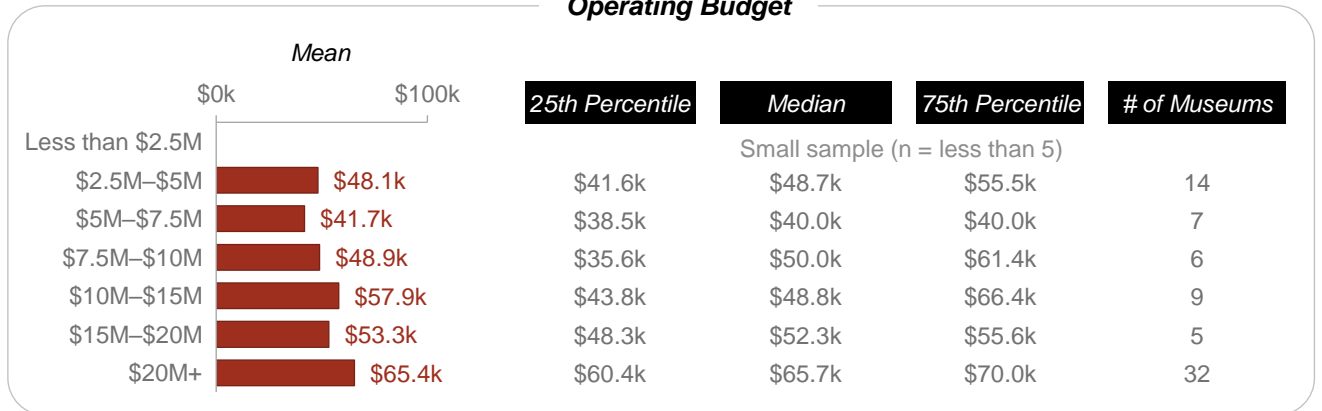 Operating Budget
Mean
$0k $100k 25th Percentile Median 75th Percentile # of Museums
Less than $2.5M Small sample (n = less than 5)
$2.5M–$5M $48.1k $41.6k $48.7k $55.5k 14
$5M–$7.5M $41.7k $38.5k $40.0k $40.0k 7
$7.5M–$10M $48.9k $35.6k $50.0k $61.4k 6
$10M–$15M $57.9k $43.8k $48.8k $66.4k 9
$15M–$20M $53.3k $48.3k $52.3k $55.6k 5
$20M+ $65.4k $60.4k $65.7k $70.0k 32